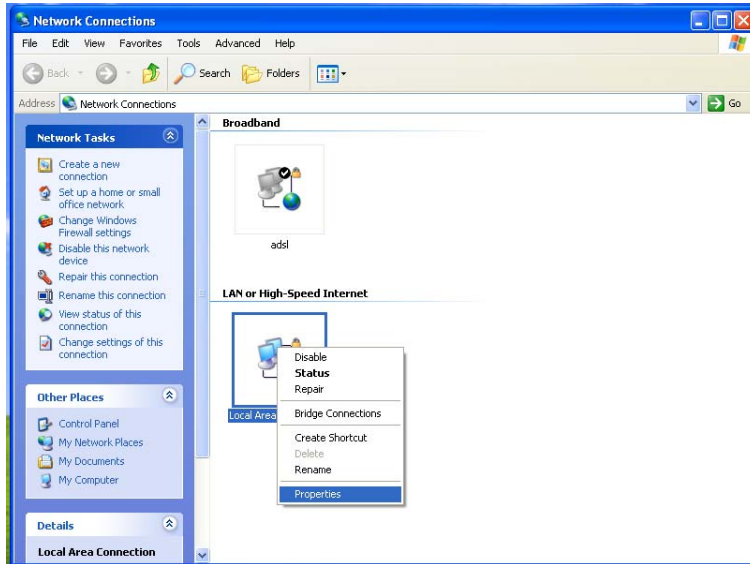 Network Connections
File Edit View Favorites Tools Advanced Help
Back Search Folders
Address Network Connections Go
Network Tasks
Create a new
connection
Set up a home or small
office network
Change Windows
Firewall settings
Disable this network
device
Repair this connection
Rename this connection
View status of this
connection
Change settings of this
connection
Other Places
Control Panel
My Network Places
My Documents
My Computer
Details
Local Area Connection
Broadband
adsl
LAN or High-Speed Internet
Local Area
Disable
Status
Repair
Bridge Connections
Create Shortcut
Delete
Rename
Properties